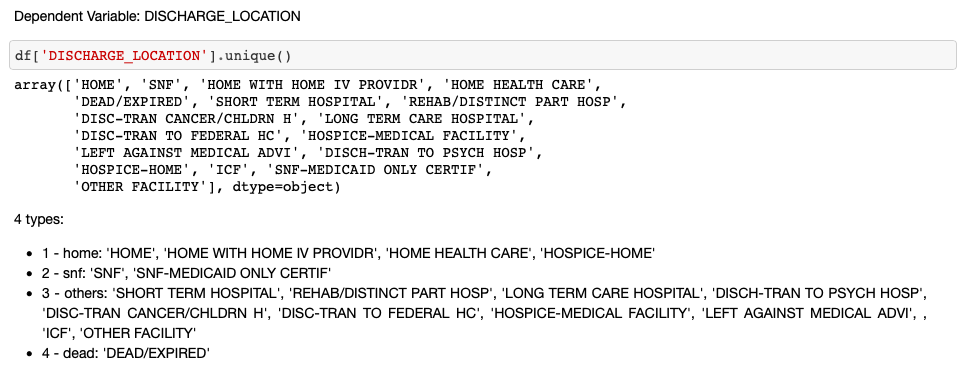 Dependent Variable: DISCHARGE_LOCATION
df['DISCHARGE_LOCATION'].unique()
array(['HOME', 'SNF', 'HOME WITH HOME IV PROVIDR', 'HOME HEALTH CARE',
'DEAD/EXPIRED', 'SHORT TERM HOSPITAL', 'REHAB/DISTINCT PART HOSP',
'DISC-TRAN CANCER/CHLDRN H', 'LONG TERM CARE HOSPITAL',
'DISC-TRAN TO FEDERAL HC', 'HOSPICE-MEDICAL FACILITY',
'LEFT AGAINST MEDICAL ADVI', 'DISCH-TRAN TO PSYCH HOSP',
'HOSPICE-HOME', 'ICF', 'SNF-MEDICAID ONLY CERTIF',
'OTHER FACILITY'], dtype=object)
4 types:
• 1 - home: 'HOME', 'HOME WITH HOME IV PROVIDR', 'HOME HEALTH CARE', 'HOSPICE-HOME'
• 2 - snf: 'SNF', 'SNF-MEDICAID ONLY CERTIF'
• 3 - others: 'SHORT TERM HOSPITAL', 'REHAB/DISTINCT PART HOSP', 'LONG TERM CARE HOSPITAL', 'DISCH-TRAN TO PSYCH HOSP',
'DISC-TRAN CANCER/CHLDRN H', 'DISC-TRAN TO FEDERAL HC', 'HOSPICE-MEDICAL FACILITY', 'LEFT AGAINST MEDICAL ADVI', ,
'ICF', 'OTHER FACILITY'
• 4 - dead: 'DEAD/EXPIRED'